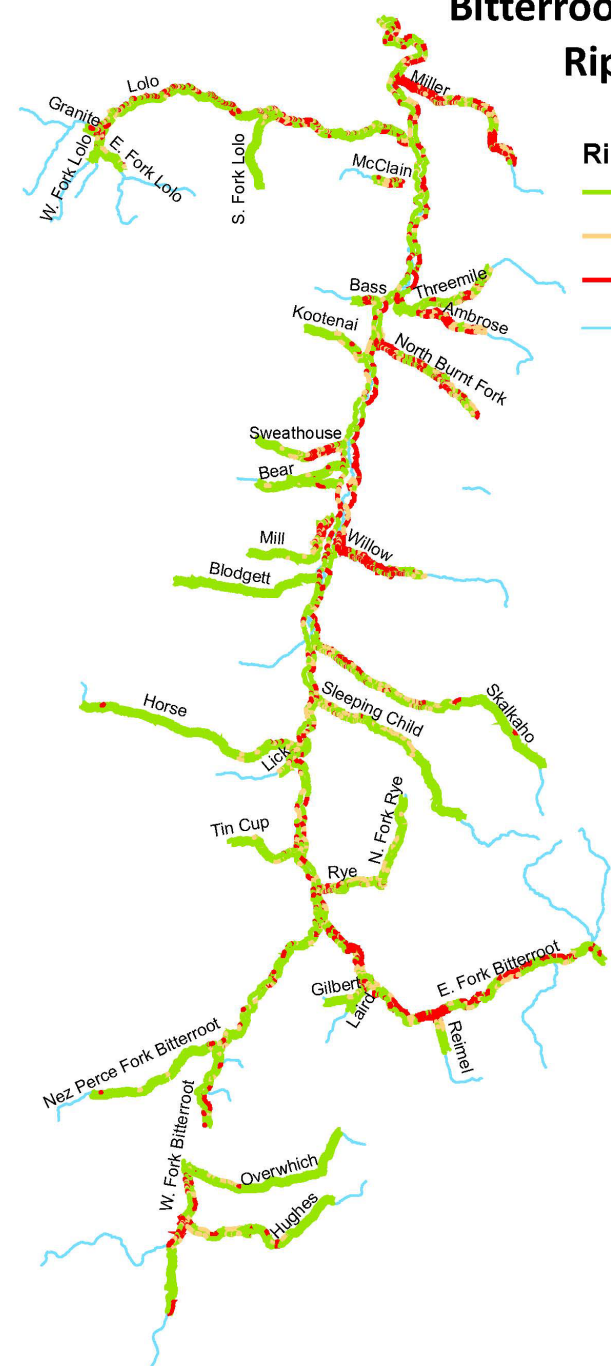 Bitterroo
Rip
Ri
Miller
Lolo
Granite
W. Fork Lolo
E. Fork Lolo
S. Fork Lolo
McClain
Bass
Threemile
Ambrose
Kootenai
North Burnt Fork
Sweathouse
Bear
Mill
Willow
Blodgett
Skalkaho
Sleeping Child
Horse
Lick
Tin Cup
N. Fork Rye
Rye
E. Fork Bitterroot
Gilbert
Laird
Reimel
Nez Perce Fork Bitterroot
W. Fork Bitterroot
Overwhich
Hughes